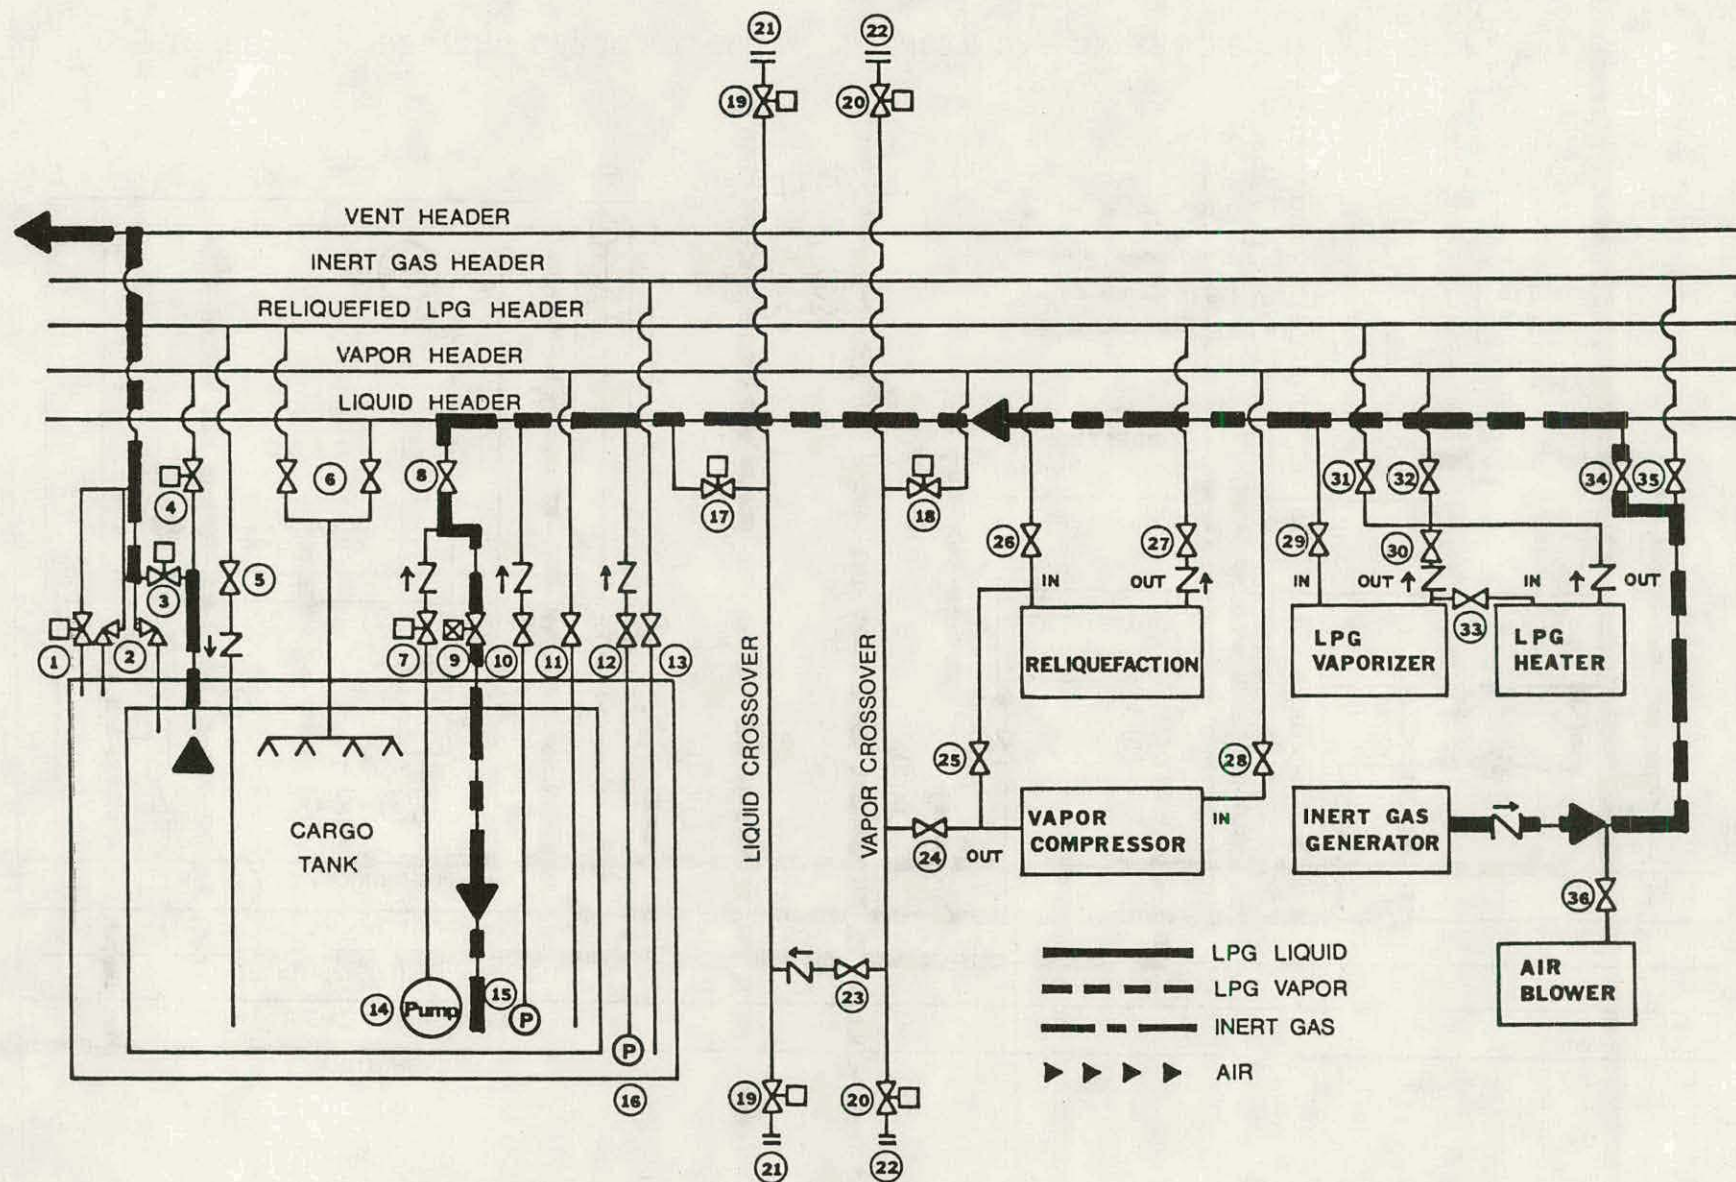 21
22
19
20
VENT HEADER
INERT GAS HEADER
RELIQUEFIED LPG HEADER
VAPOR HEADER
LIQUID HEADER
4
6
8
17
18
31
32
34
35
26
27
29
30
IN
OUT
IN
OUT
IN
OUT
3
5
33
1
2
7
9
10
11
12
13
RELIQUEFACTION
LPG
VAPORIZER
LPG
HEATER
LIQUID CROSSOVER
VAPOR CROSSOVER
25
28
CARGO
TANK
VAPOR
COMPRESSOR
IN
INERT GAS
GENERATOR
24
OUT
36
14
Pump
15
P
P
16
23
LPG LIQUID
LPG VAPOR
INERT GAS
AIR
AIR
BLOWER
19
20
21
22